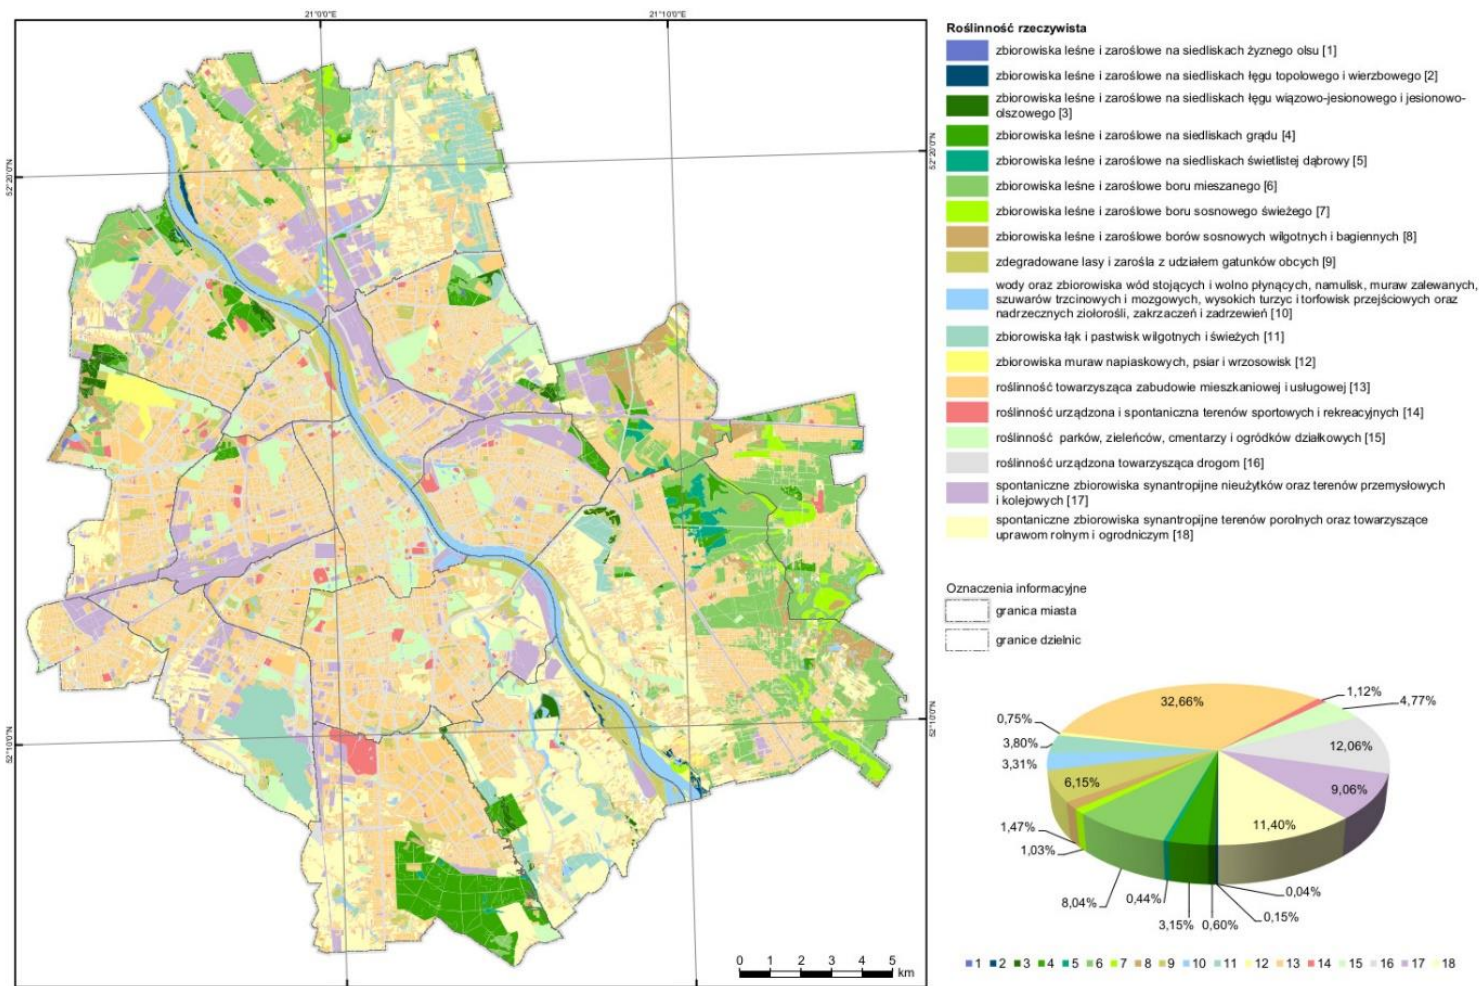 21°0'0"E
21°10'0"E
52°20'0"N
52°20'0"N
52°10'0"N
52°10'0"N
0 1 2 3 4 5
km
Roślinność rzeczywista
zbiorowiska leśne i zaroślowe na siedliskach żyznego olsu [1]
zbiorowiska leśne i zaroślowe na siedliskach łęgu topolowego i wierzbowego [2]
zbiorowiska leśne i zaroślowe na siedliskach łęgu wiązowo-jesionowego i jesionowo-
olszowego [3]
zbiorowiska leśne i zaroślowe na siedliskach grądu [4]
zbiorowiska leśne i zaroślowe na siedliskach świetlistej dąbrowy [5]
zbiorowiska leśne i zaroślowe boru mieszanego [6]
zbiorowiska leśne i zaroślowe boru sosnowego świeżego [7]
zbiorowiska leśne i zaroślowe borów sosnowych wilgotnych i bagiennych [8]
zdegradowane lasy i zarośla z udziałem gatunków obcych [9]
wody oraz zbiorowiska wód stojących i wolno płynących, namulisk, muraw zalewanych,
szuwarów trzcinowych i mozgowych, wysokich turzyc i torfowisk przejściowych oraz
nadrzecznych ziołorośli, zakrzaczeń i zadrzewień [10]
zbiorowiska łąk i pastwisk wilgotnych i świeżych [11]
zbiorowiska muraw napiaskowych, psiar i wrzosowisk [12]
roślinność towarzysząca zabudowie mieszkaniowej i usługowej [13]
roślinność urządzona i spontaniczna terenów sportowych i rekreacyjnych [14]
roślinność parków, zieleńców, cmentarzy i ogródków działkowych [15]
roślinność urządzona towarzysząca drogom [16]
spontaniczne zbiorowiska synantropijne nieużytków oraz terenów przemysłowych
i kolejowych [17]
spontaniczne zbiorowiska synantropijne terenów porolnych oraz towarzyszące
uprawom rolnym i ogrodniczym [18]
Oznaczenia informacyjne
granica miasta
granice dzielnic
32,66%
1,12%
4,77%
0,75%
3,80%
12,06%
3,31%
6,15%
9,06%
11,40%
1,47%
1,03%
0,04%
8,04%
0,44%
0,15%
3,15%
0,60%
1 2 3 4 5 6 7 8 9 10 11 12 13 14 15 16 17 18